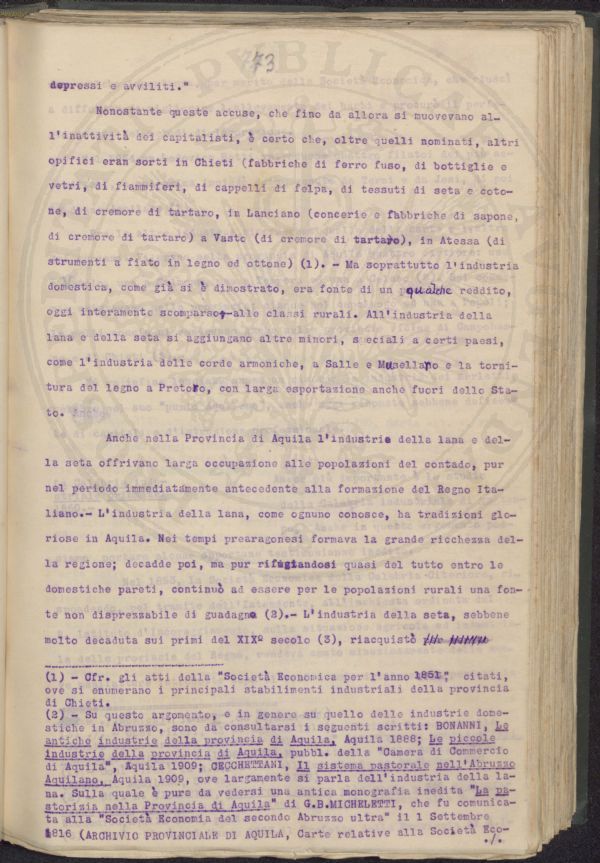 73
depressi e avviliti."
Nonostante queste accuse, che fino da allora si muovevano al-
l'inattività dei capitalisti, è certo che, oltre quelli nominati, altri
opifici eran sorti in Chieti (fabbriche di ferro fuso, di bottiglie e
vetri, di fiammiferi, di cappelli di felpa, di tessuti di seta e coto-
ne, di cremore di tartaro, in Lanciano (concerie e fabbriche di sapone,
di cremore di tartaro) a Vasto (di cremore di tartaro), in Atessa (di
strumenti a fiato in legno ed ottone) (1). - Ma soprattutto l'industria
domestica, come già si è dimostrato, era fonte di un qualche reddito,
oggi interamente scomparso, alle classi rurali. All'industria della
lana e della seta si aggiungano altre minori, speciali a certi paesi,
come l'industria delle corde armoniche, a Salle e Musellaro e la torni-
tura del legno a Pretoro, con larga esportazione anche fuori dello Sta-
to.
Anche nella Provincia di Aquila l'industrie della lana e del-
la seta offrivano larga occupazione alle popolazioni del contado, pur
nel periodo immediatamente antecedente alla formazione del Regno Ita-
liano.- L'industria della lana, come ognuno conosce, ha tradizioni glo-
riose in Aquila. Nei tempi prearagonesi formava la grande ricchezza del-
la regione; decadde poi, ma pur rifugiandosi quasi del tutto entro le
domestiche pareti, continuò ad essere per le popolazioni rurali una fon-
te non disprezzabile di guadagno (2).- L'industria della seta, sebbene
molto decaduta sui primi del XIXº secolo (3), riacquistò
(1) - Cfr. gli atti della "Società Economica per l'anno 1851", citati,
ove si enumerano i principali stabilimenti industriali della provincia
di Chieti.
(2) - Su questo argomento, e in genere su quello delle industrie dome-
stiche in Abruzzo, sono da consultarsi i seguenti scritti: BONANNI, Le
antiche industrie della provincia di Aquila, Aquila 1888; Le piccole
industrie della provincia di Aquila, pubbl. della "Camera di Commercio
di Aquila", Aquila 1909; CECCHETTANI, Il sistema pastorale nell'Abruzzo
Aquilano, Aquila 1909, ove largamente si parla dell'industria della la-
na. Sulla quale è pure da vedersi una antica monografia inedita "La pa-
storizia nella Provincia di Aquila" di G.B.MICHELETTI, che fu comunica-
ta alla "Società Economia del secondo Abruzzo ultra" il 1 Settembre
1816 (ARCHIVIO PROVINCIALE DI AQUILA, Carte relative alla Società Eco-
./.